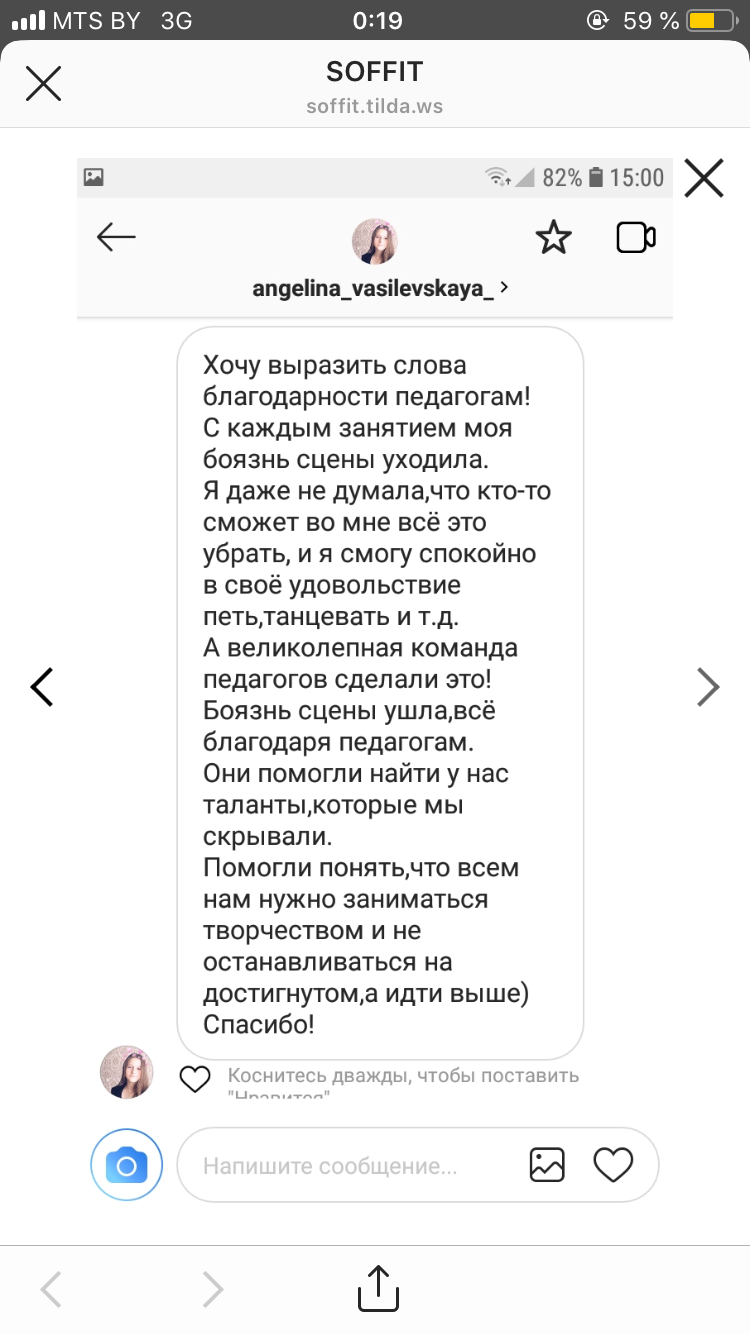 MTS BY 3G 0:19 59 %
SOFFIT
soffit.tilda.ws
82% 15:00
angelina_vasilevskaya_
Хочу выразить слова
благодарности педагогам!
С каждым занятием моя
боязнь сцены уходила.
Я даже не думала,что кто-то
сможет во мне всё это
убрать, и я смогу спокойно
в своё удовольствие
петь,танцевать и т.д.
А великолепная команда
педагогов сделали это!
Боязнь сцены ушла,всё
благодаря педагогам.
Они помогли найти у нас
таланты,которые мы
скрывали.
Помогли понять,что всем
нам нужно заниматься
творчеством и не
останавливаться на
достигнутом,а идти выше)
Спасибо!
Коснитесь дважды, чтобы поставить
"Нравится"
Напишите сообщение...